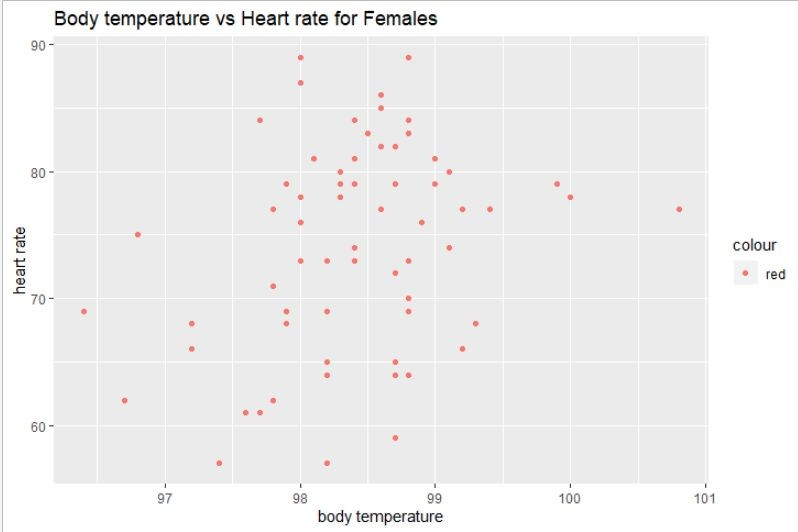 Body temperature vs Heart rate for Females
90
80
70
60
heart rate
97 98 99 100 101
body temperature
colour
red